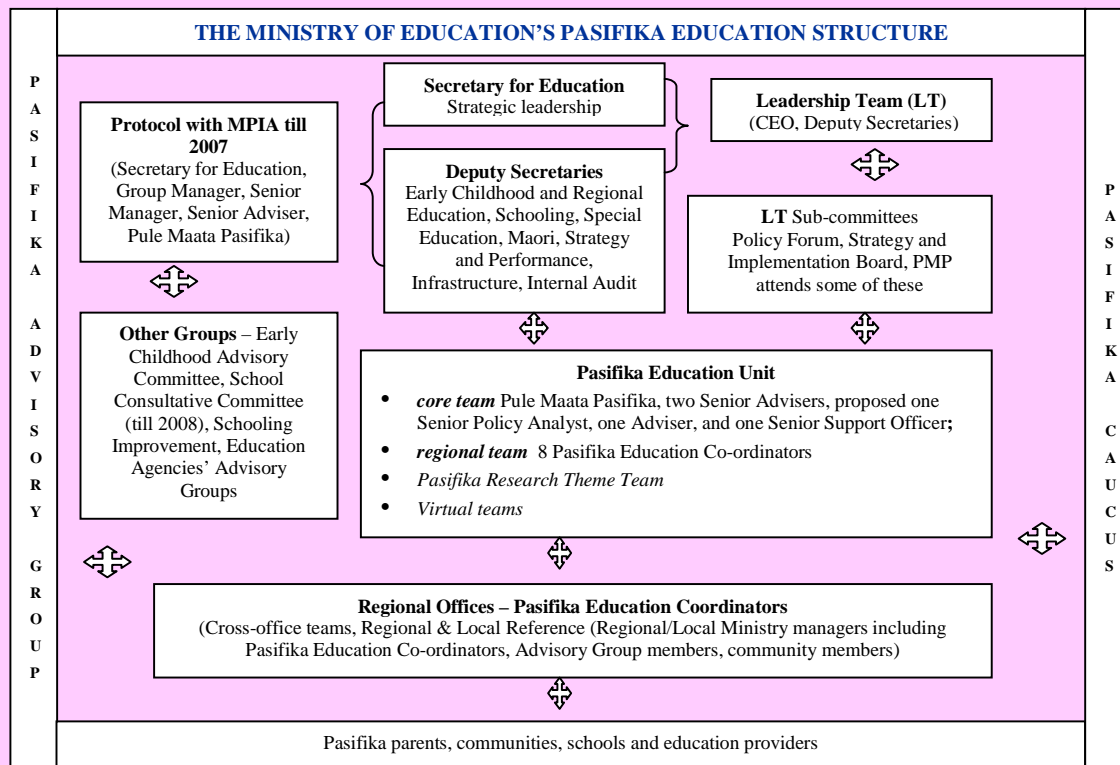 THE MINISTRY OF EDUCATION'S PASIFIKA EDUCATION STRUCTURE
PASIFIKA ADVISORY GROUP
Protocol with MPIA till
2007
(Secretary for Education,
Group Manager, Senior
Manager, Senior Adviser,
Pule Maata Pasifika)
Secretary for Education
Strategic leadership
Leadership Team (LT)
(CEO, Deputy Secretaries)
Deputy Secretaries
Early Childhood and Regional
Education, Schooling, Special
Education, Maori, Strategy
and Performance,
Infrastructure, Internal Audit
LT Sub-committees
Policy Forum, Strategy and
Implementation Board, PMP
attends some of these
Other Groups – Early
Childhood Advisory
Committee, School
Consultative Committee
(till 2008), Schooling
Improvement, Education
Agencies' Advisory
Groups
Pasifika Education Unit
• core team Pule Maata Pasifika, two Senior Advisers, proposed one
Senior Policy Analyst, one Adviser, and one Senior Support Officer;
• regional team 8 Pasifika Education Co-ordinators
• Pasifika Research Theme Team
• Virtual teams
Regional Offices – Pasifika Education Coordinators
(Cross-office teams, Regional & Local Reference (Regional/Local Ministry managers including
Pasifika Education Co-ordinators, Advisory Group members, community members)
Pasifika parents, communities, schools and education providers
PASIFIKA CAUCUS